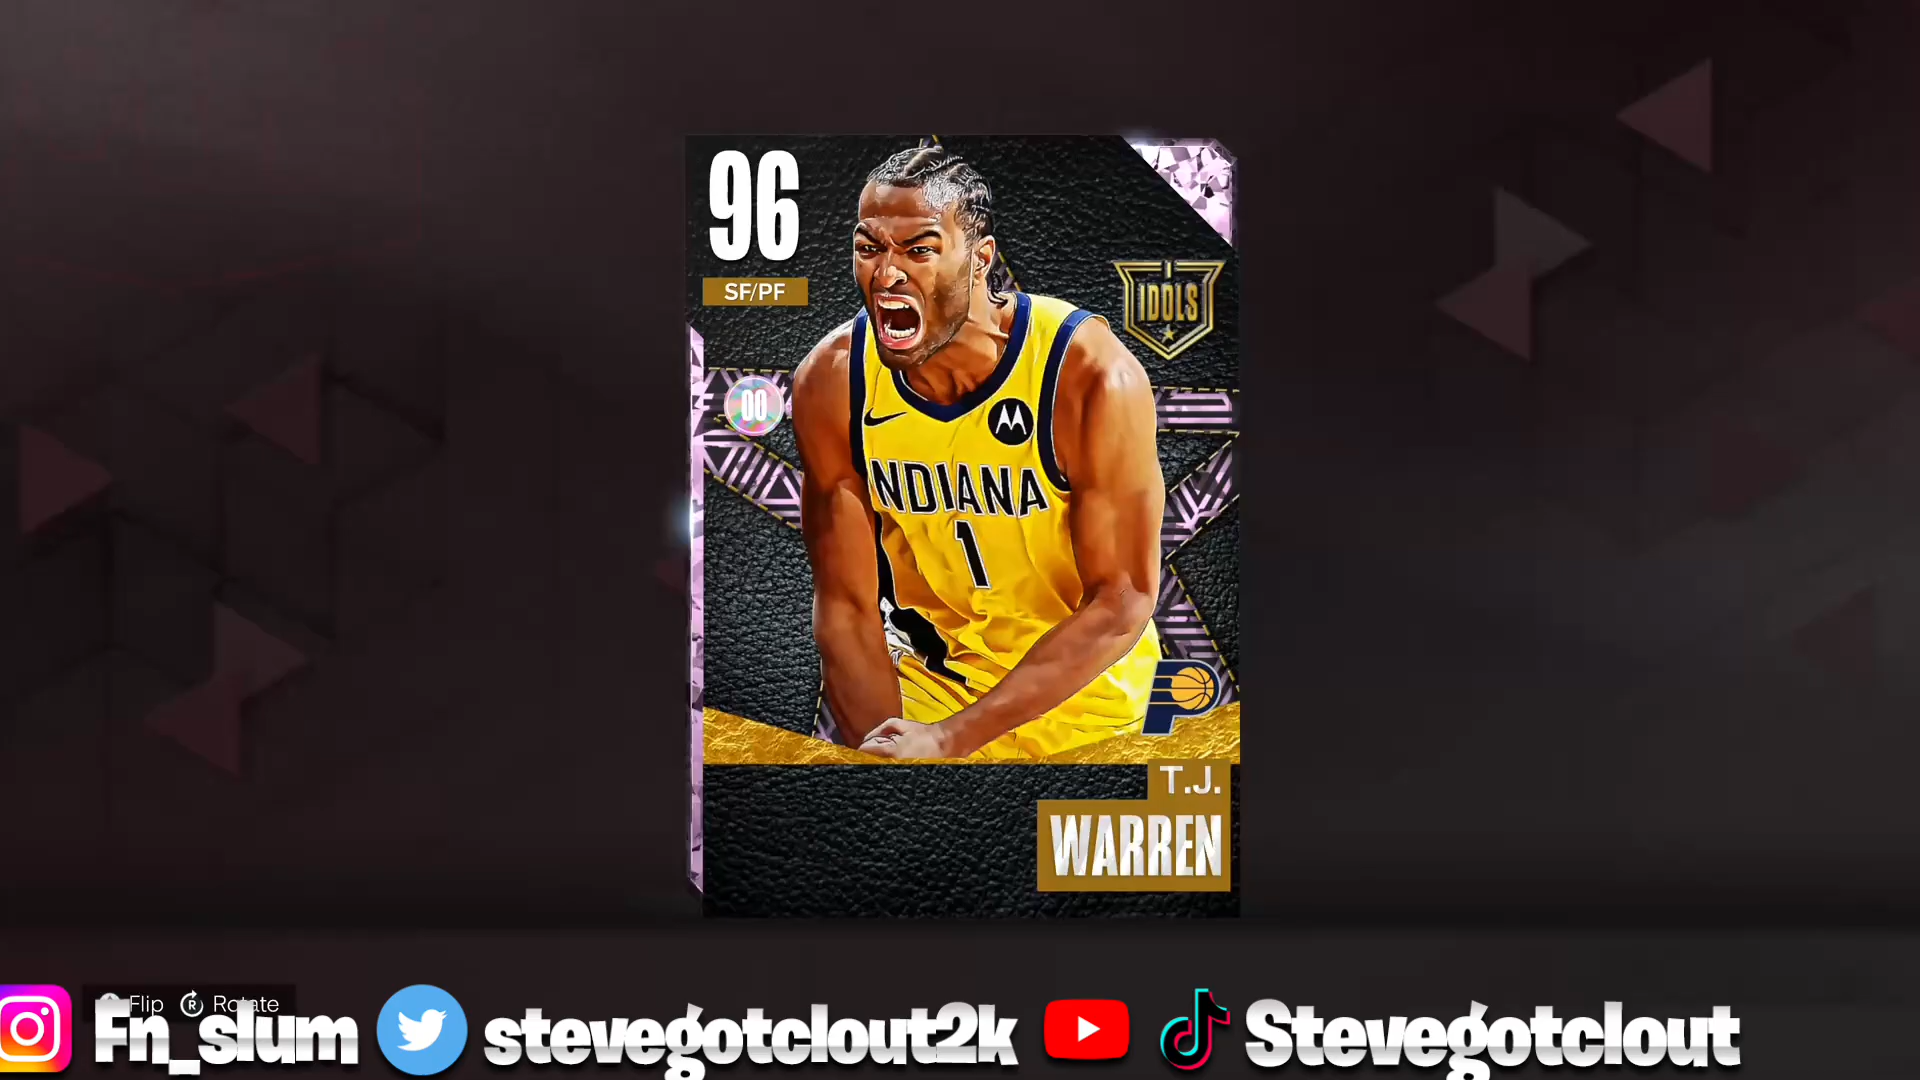 96
SF/PF
IDOLS
00
INDIANA
1
T.J.
WARREN
Flip
R
Rotate
Fn_slum
stevegotclout2k
Stevegotclout